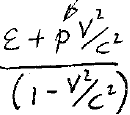 ε + p V²/c²
(1 - V²/c²)